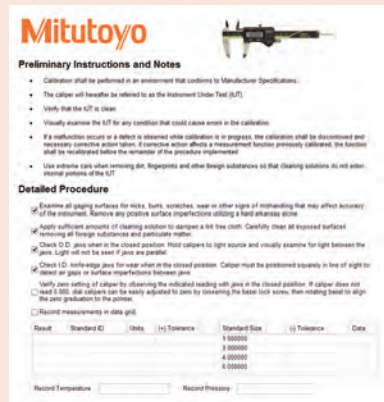 Mitutoyo
Preliminary Instructions and Notes
• Calibration shall be performed in an environment that conforms to Manufacturer Specifications.
• The caliper will hereafter be referred to as the Instrument Under Test (IUT).
• Verify that the IUT is clean.
• Visually examine the IUT for any condition that could cause errors in the calibration.
• If a malfunction occurs or a defect is observed while calibration is in progress, the calibration shall be discontinued and
necessary corrective action taken. If corrective action affects a measurement function previously calibrated, the function
shall be recalibrated before the remainder of the procedure implemented.
• Use extreme care when removing dirt, fingerprints and other foreign substances so that cleaning solutions do not enter
internal portions of the IUT.
Detailed Procedure
Examine all gauging surfaces for nicks, burrs, scratches, wear or other signs of mishandling that may affect accuracy
of the instrument. Remove any positive surface imperfections utilizing a hard arkansas stone.
Apply sufficient amounts of cleaning solution to dampen a lint free cloth. Carefully clean all exposed surfaces
removing all foreign substances and particulate matter.
Check O.D. jaws when in the closed position. Hold calipers to light source and visually examine for light between the
jaws. Light will not be seen if jaws are parallel.
Check I.D. knife-edge jaws for wear when in the closed position. Caliper must be positioned squarely in line of sight to
detect air gaps or surface imperfections between jaws.
Verify zero setting of caliper by observing the indicated reading with jaws in the closed position. If caliper does not
read 0.000, dial calipers can be easily adjusted to zero by loosening the bezel lock screw, then rotating bezel to align
the zero graduation to the pointer.
Record measurements in data grid.
Result Standard ID Units (+) Tolerance Standard Size (-) Tolerance Data
1.000000
3.000000
4.000000
6.000000
Record Temperature Record Pressure